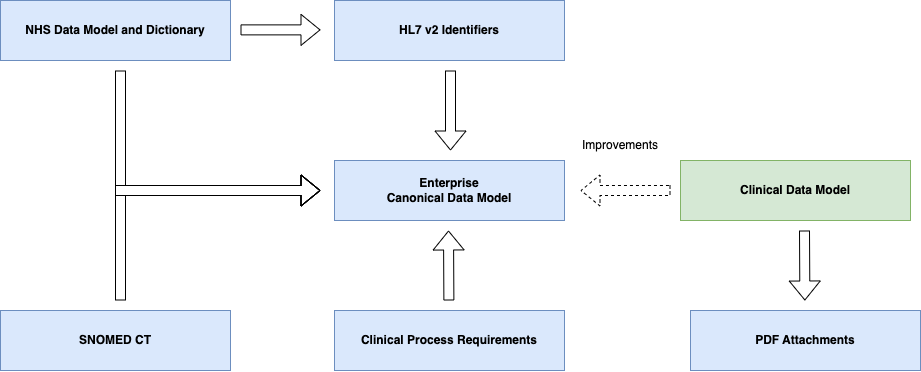 NHS Data Model and Dictionary
HL7 v2 Identifiers
Improvements
Enterprise
Canonical Data Model
Clinical Data Model
SNOMED CT
Clinical Process Requirements
PDF Attachments